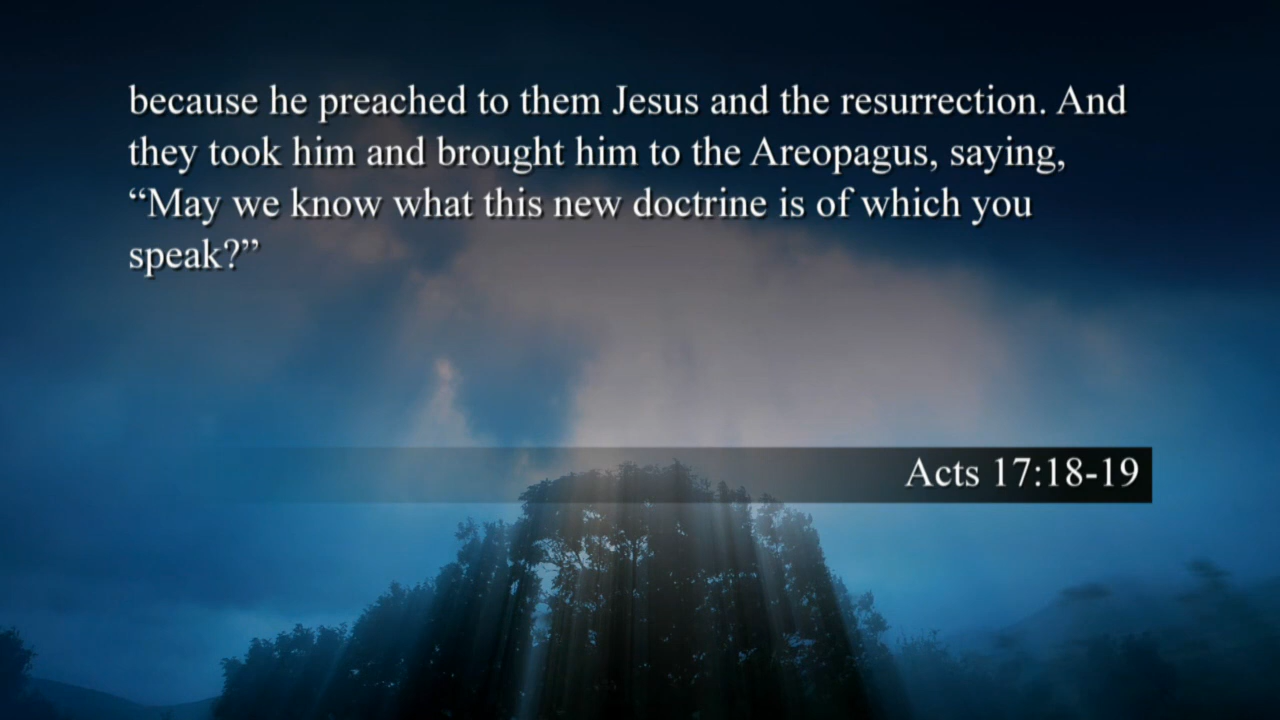 because he preached to them Jesus and the resurrection. And
they took him and brought him to the Areopagus, saying,
“May we know what this new doctrine is of which you
speak?”
Acts 17:18-19